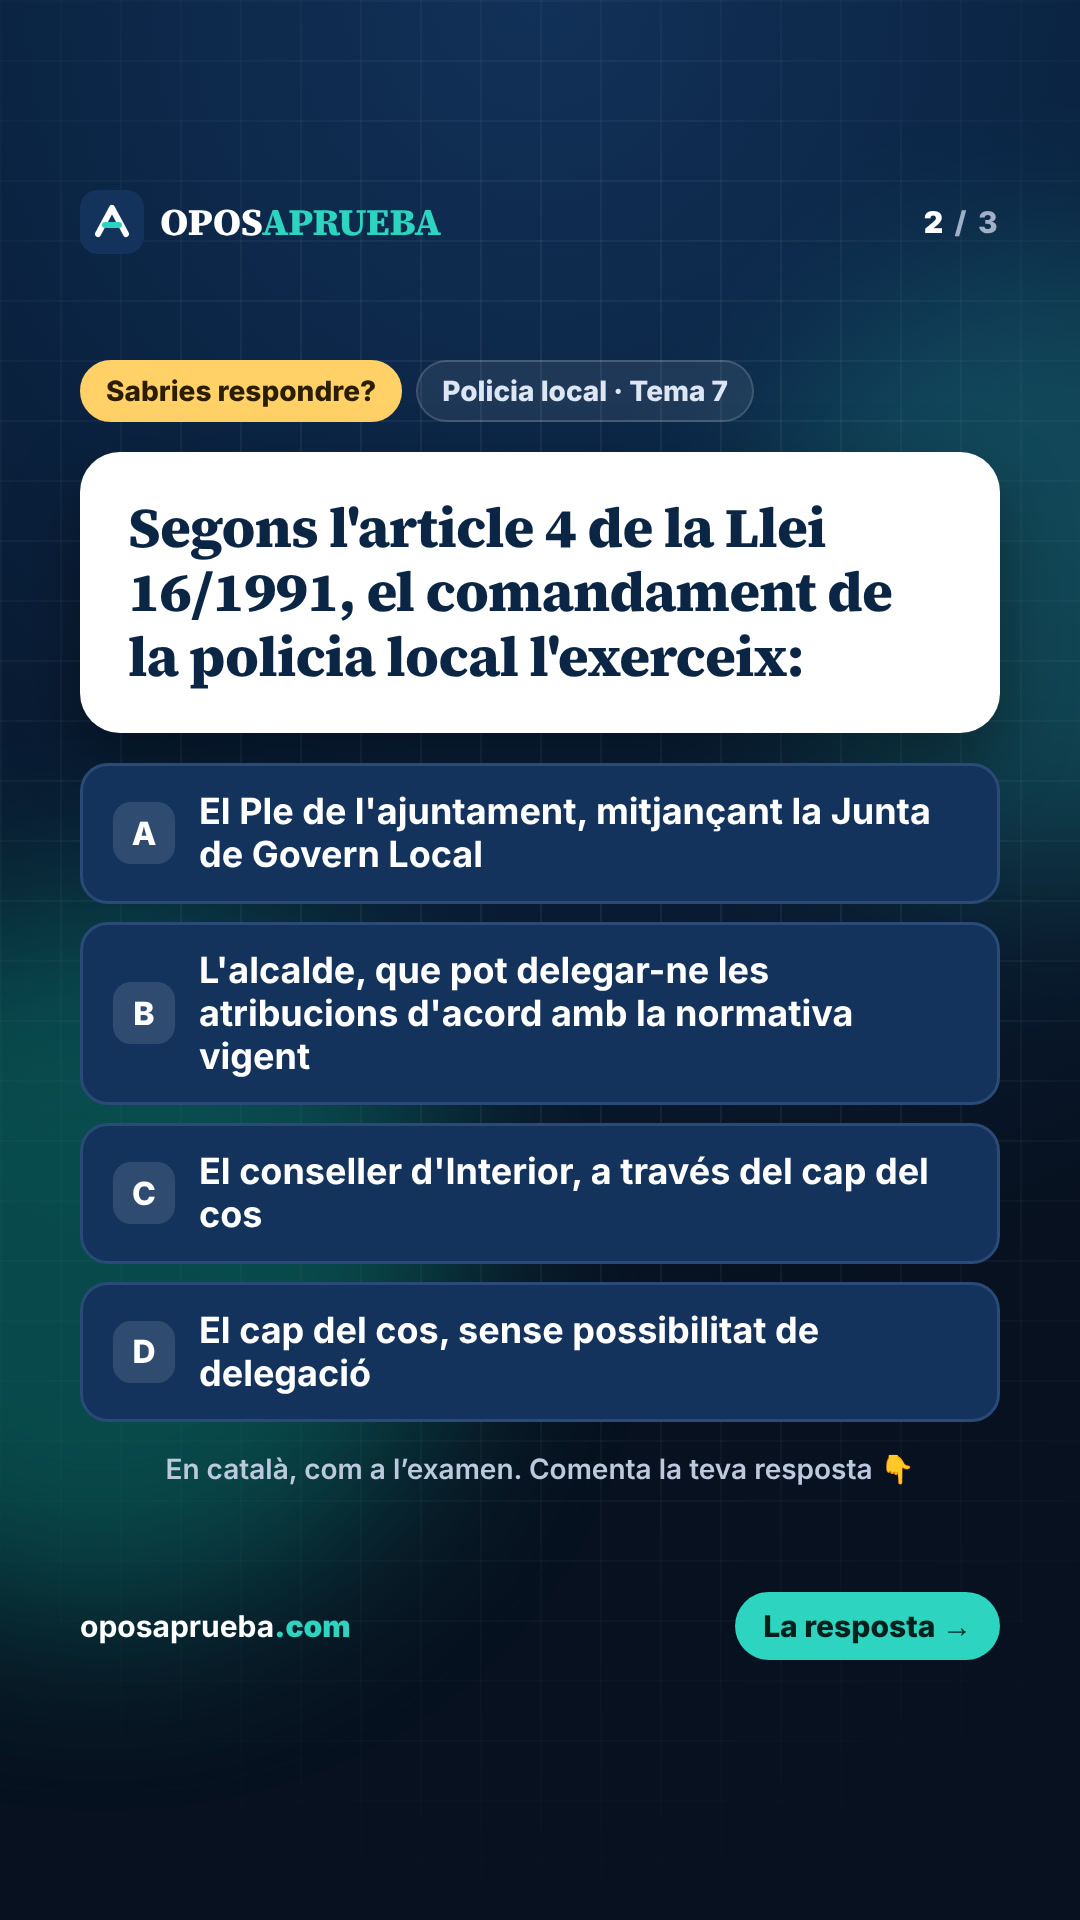 OPOSAPRUEBA
2 / 3
Sabries respondre?
Policia local · Tema 7
Segons l'article 4 de la Llei
16/1991, el comandament de
la policia local l'exerceix:
A
El Ple de l'ajuntament, mitjançant la Junta
de Govern Local
B
L'alcalde, que pot delegar-ne les
atribucions d'acord amb la normativa
vigent
C
El conseller d'Interior, a través del cap del
cos
D
El cap del cos, sense possibilitat de
delegació
En català, com a l’examen. Comenta la teva resposta 👇
oposaprueba.com
La resposta →